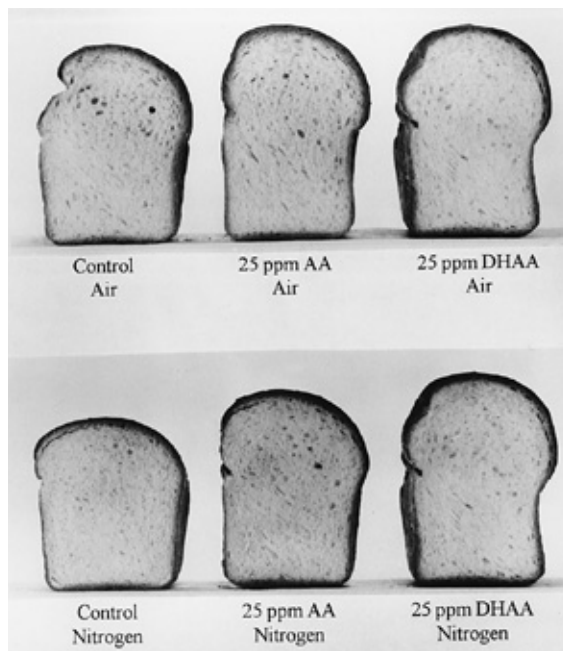 Control
Air
25 ppm AA
Air
25 ppm DHAA
Air
Control
Nitrogen
25 ppm AA
Nitrogen
25 ppm DHAA
Nitrogen